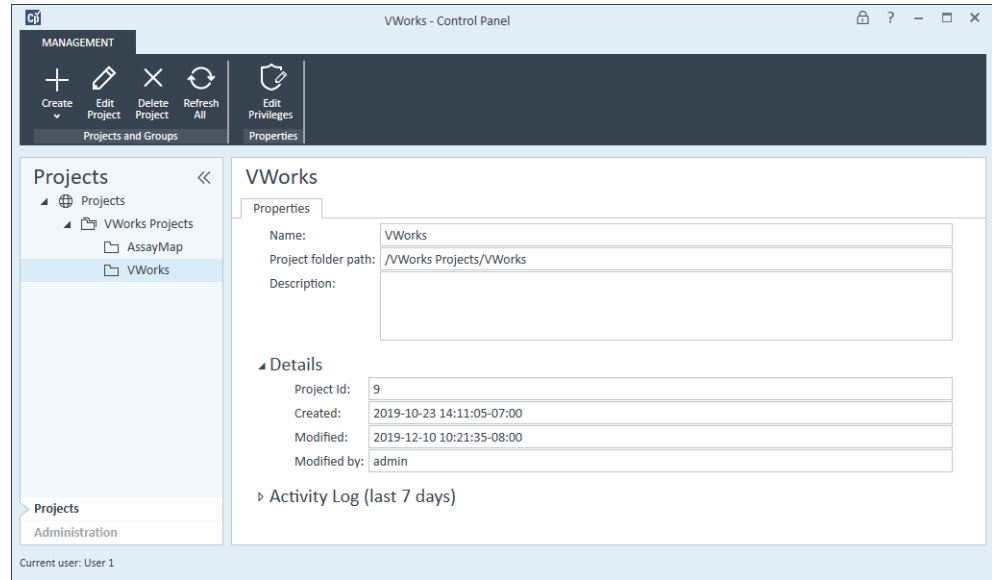 Cp
VWorks - Control Panel
?
MANAGEMENT
Create
Edit Project
Delete Project
Refresh All
Edit Privileges
Projects and Groups
Properties
Projects
Projects
VWorks Projects
AssayMap
VWorks
Projects
Administration
VWorks
Properties
Name: VWorks
Project folder path: /VWorks Projects/VWorks
Description:
Details
Project Id: 9
Created: 2019-10-23 14:11:05-07:00
Modified: 2019-12-10 10:21:35-08:00
Modified by: admin
Activity Log (last 7 days)
Current user: User 1